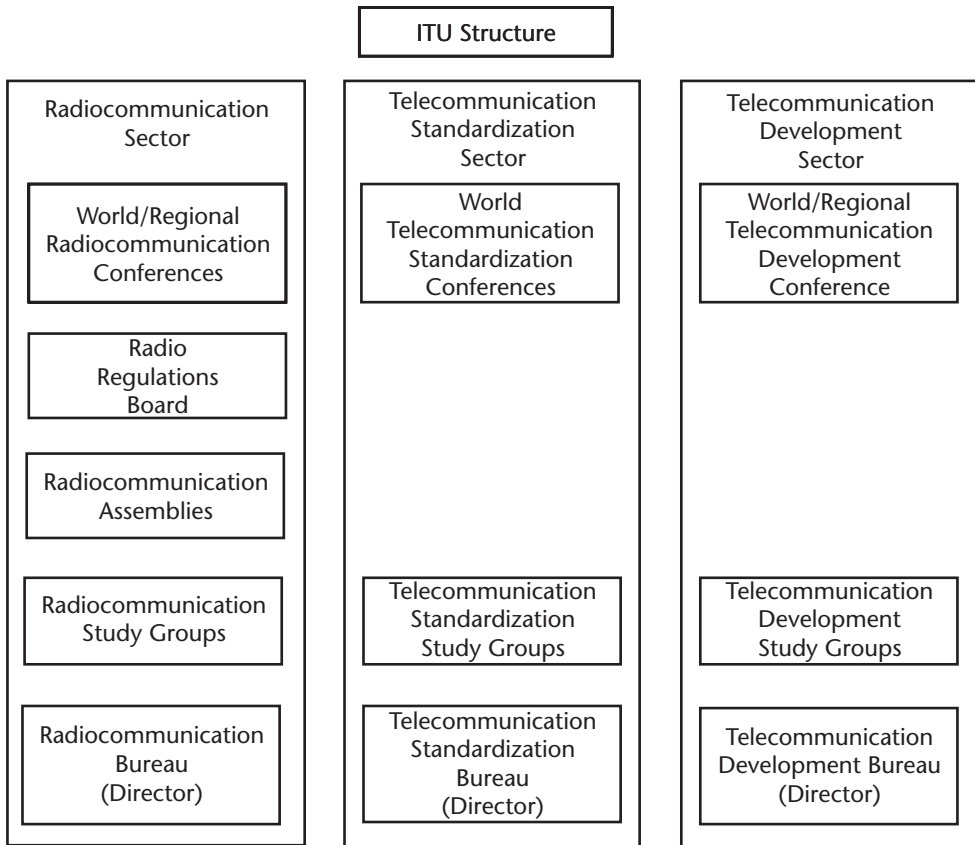 ITU Structure
Radiocommunication
Sector
World/Regional
Radiocommunication
Conferences
Radio
Regulations
Board
Radiocommunication
Assemblies
Radiocommunication
Study Groups
Radiocommunication
Bureau
(Director)
Telecommunication
Standardization
Sector
World
Telecommunication
Standardization
Conferences
Telecommunication
Standardization
Study Groups
Telecommunication
Standardization
Bureau
(Director)
Telecommunication
Development
Sector
World/Regional
Telecommunication
Development
Conference
Telecommunication
Development
Study Groups
Telecommunication
Development Bureau
(Director)